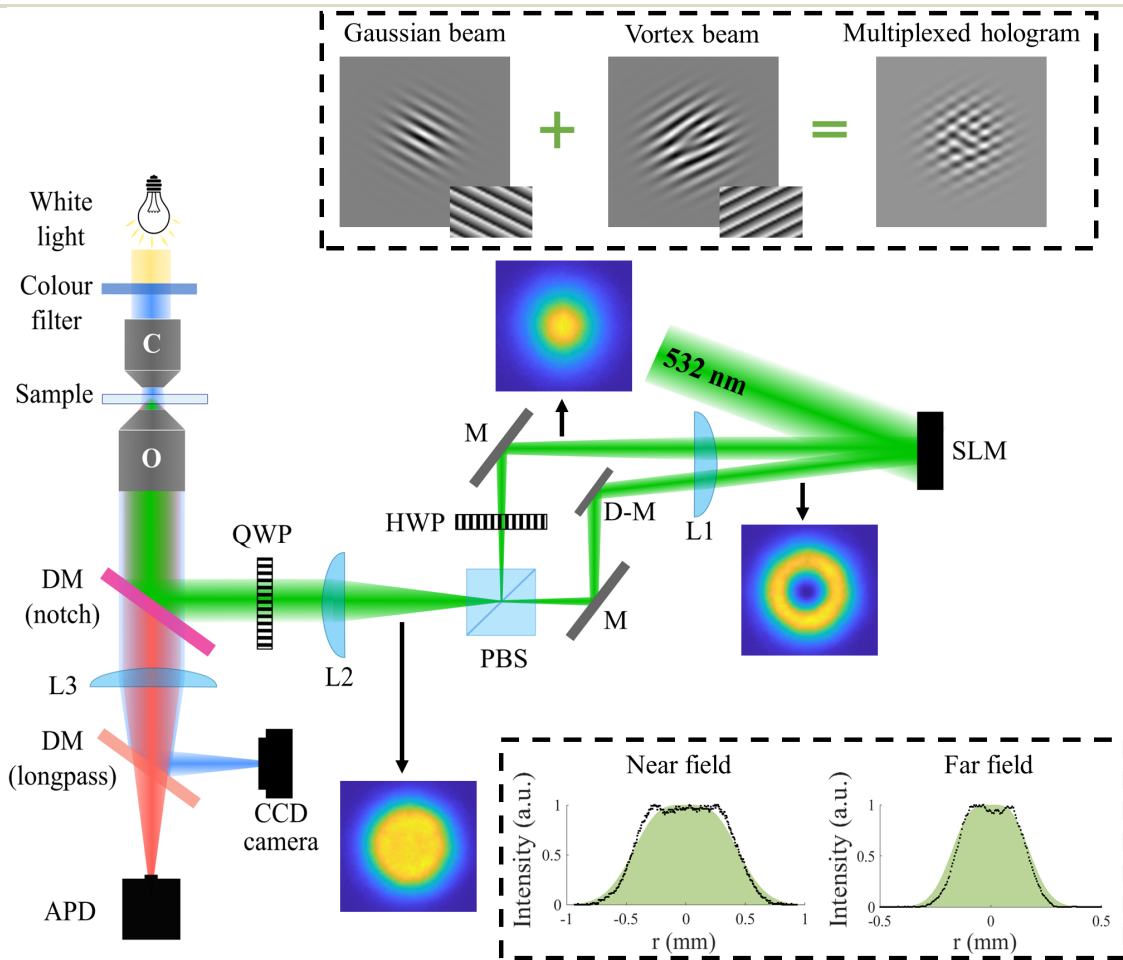 Gaussian beam
Vortex beam
Multiplexed hologram
+
=
White
light
Colour
filter
C
Sample
O
532 nm
M
SLM
D-M
L1
HWP
QWP
DM
(notch)
M
PBS
L2
L3
DM
(longpass)
CCD
camera
APD
Near field
Far field
Intensity (a.u.)
1
0.5
0
-1
-0.5
0
0.5
1
r (mm)
Intensity (a.u.)
1
0.5
0
-0.5
0
0.5
r (mm)